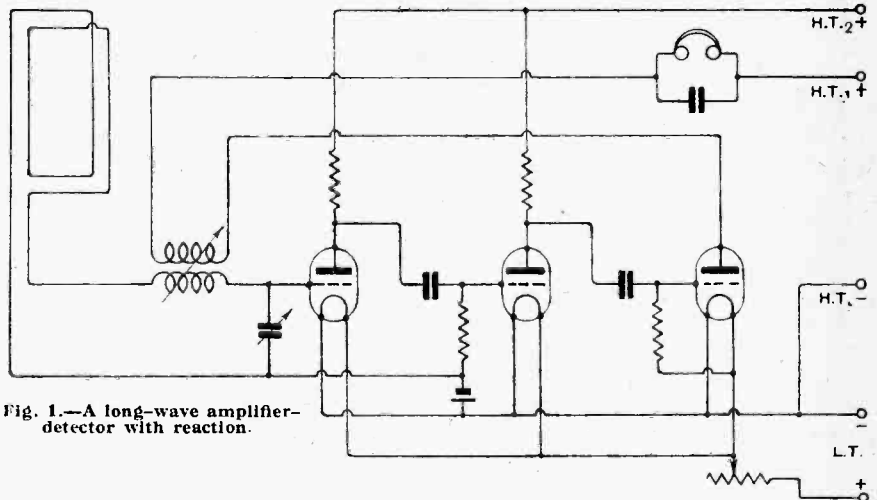 H.T.2 +
H.T.1 +
H.T. -
-
L.T.
+
Fig. 1.—A long-wave amplifier-
detector with reaction.